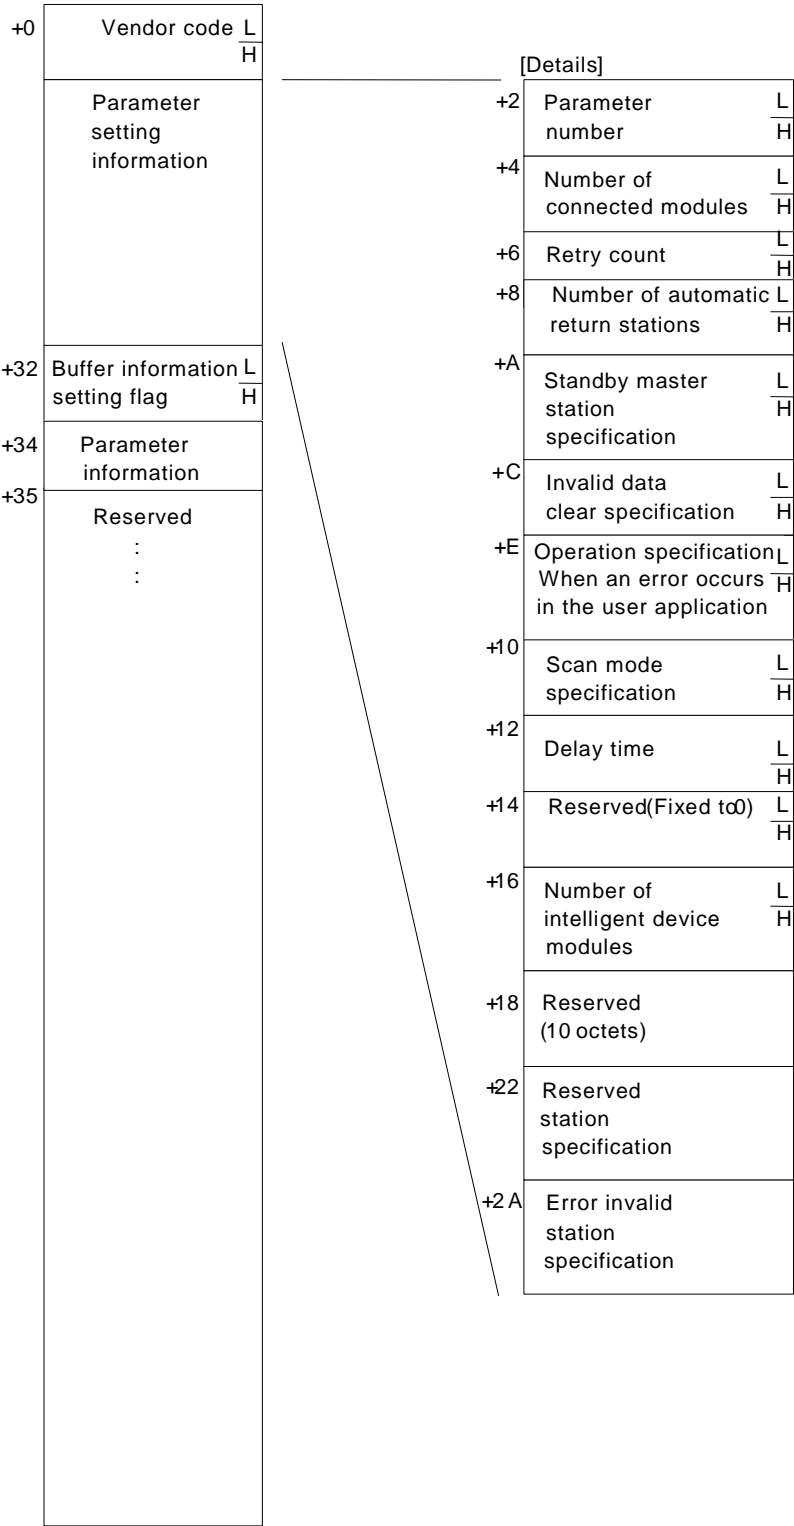 +0 Vendor code L
H
Parameter
setting
information
+32 Buffer information L
setting flag H
+34 Parameter
information
+35
Reserved
:
:
[Details]
+2 Parameter L
number H
+4
Number of L
connected modules H
+6 Retry count L
H
+8 Number of automatic L
return stations H
+A
Standby master L
station H
specification
+C Invalid data L
clear specification H
+E Operation specification L
When an error occurs H
in the user application
+10
Scan mode L
specification H
+12
Delay time L
H
+14 Reserved(Fixed to0) L
H
+16 Number of L
intelligent device H
modules
+18 Reserved
(10 octets)
+22 Reserved
station
specification
+2 A Error invalid
station
specification